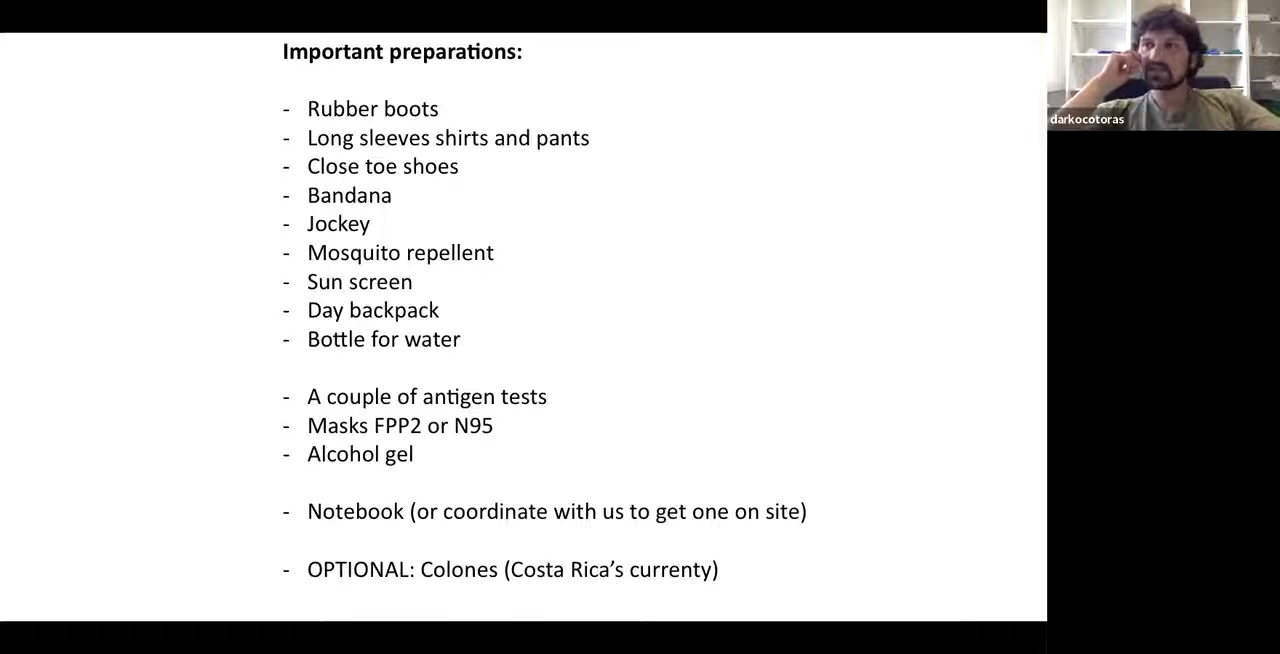 Important preparations:
- Rubber boots
- Long sleeves shirts and pants
- Close toe shoes
- Bandana
- Jockey
- Mosquito repellent
- Sun screen
- Day backpack
- Bottle for water
- A couple of antigen tests
- Masks FPP2 or N95
- Alcohol gel
- Notebook (or coordinate with us to get one on site)
- OPTIONAL: Colones (Costa Rica’s currenty)
darkocotoras